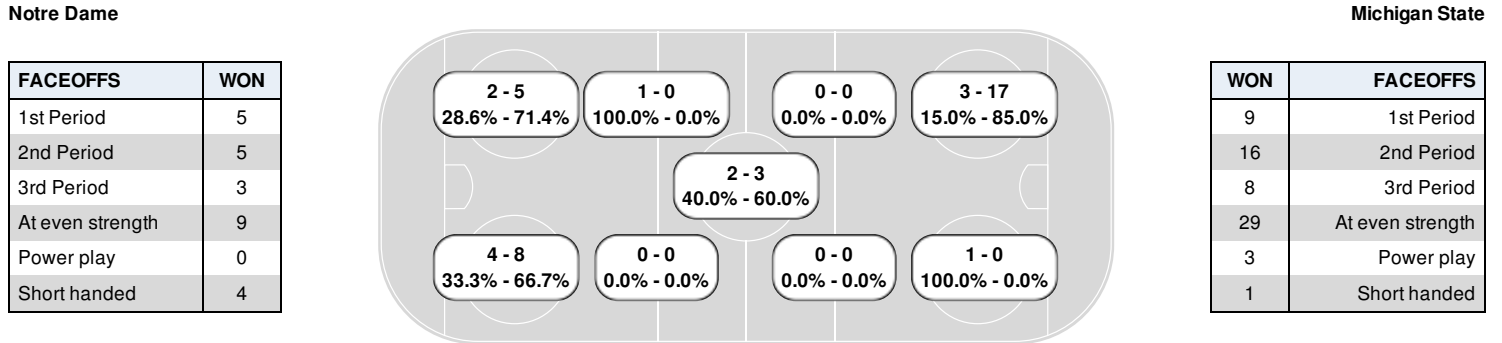 Notre Dame
Michigan State
FACEOFFS WON
1st Period 5
2nd Period 5
3rd Period 3
At even strength 9
Power play 0
Short handed 4
2 - 5
28.6% - 71.4%
1 - 0
100.0% - 0.0%
0 - 0
0.0% - 0.0%
3 - 17
15.0% - 85.0%
2 - 3
40.0% - 60.0%
4 - 8
33.3% - 66.7%
0 - 0
0.0% - 0.0%
0 - 0
0.0% - 0.0%
1 - 0
100.0% - 0.0%
WON FACEOFFS
9 1st Period
16 2nd Period
8 3rd Period
29 At even strength
3 Power play
1 Short handed